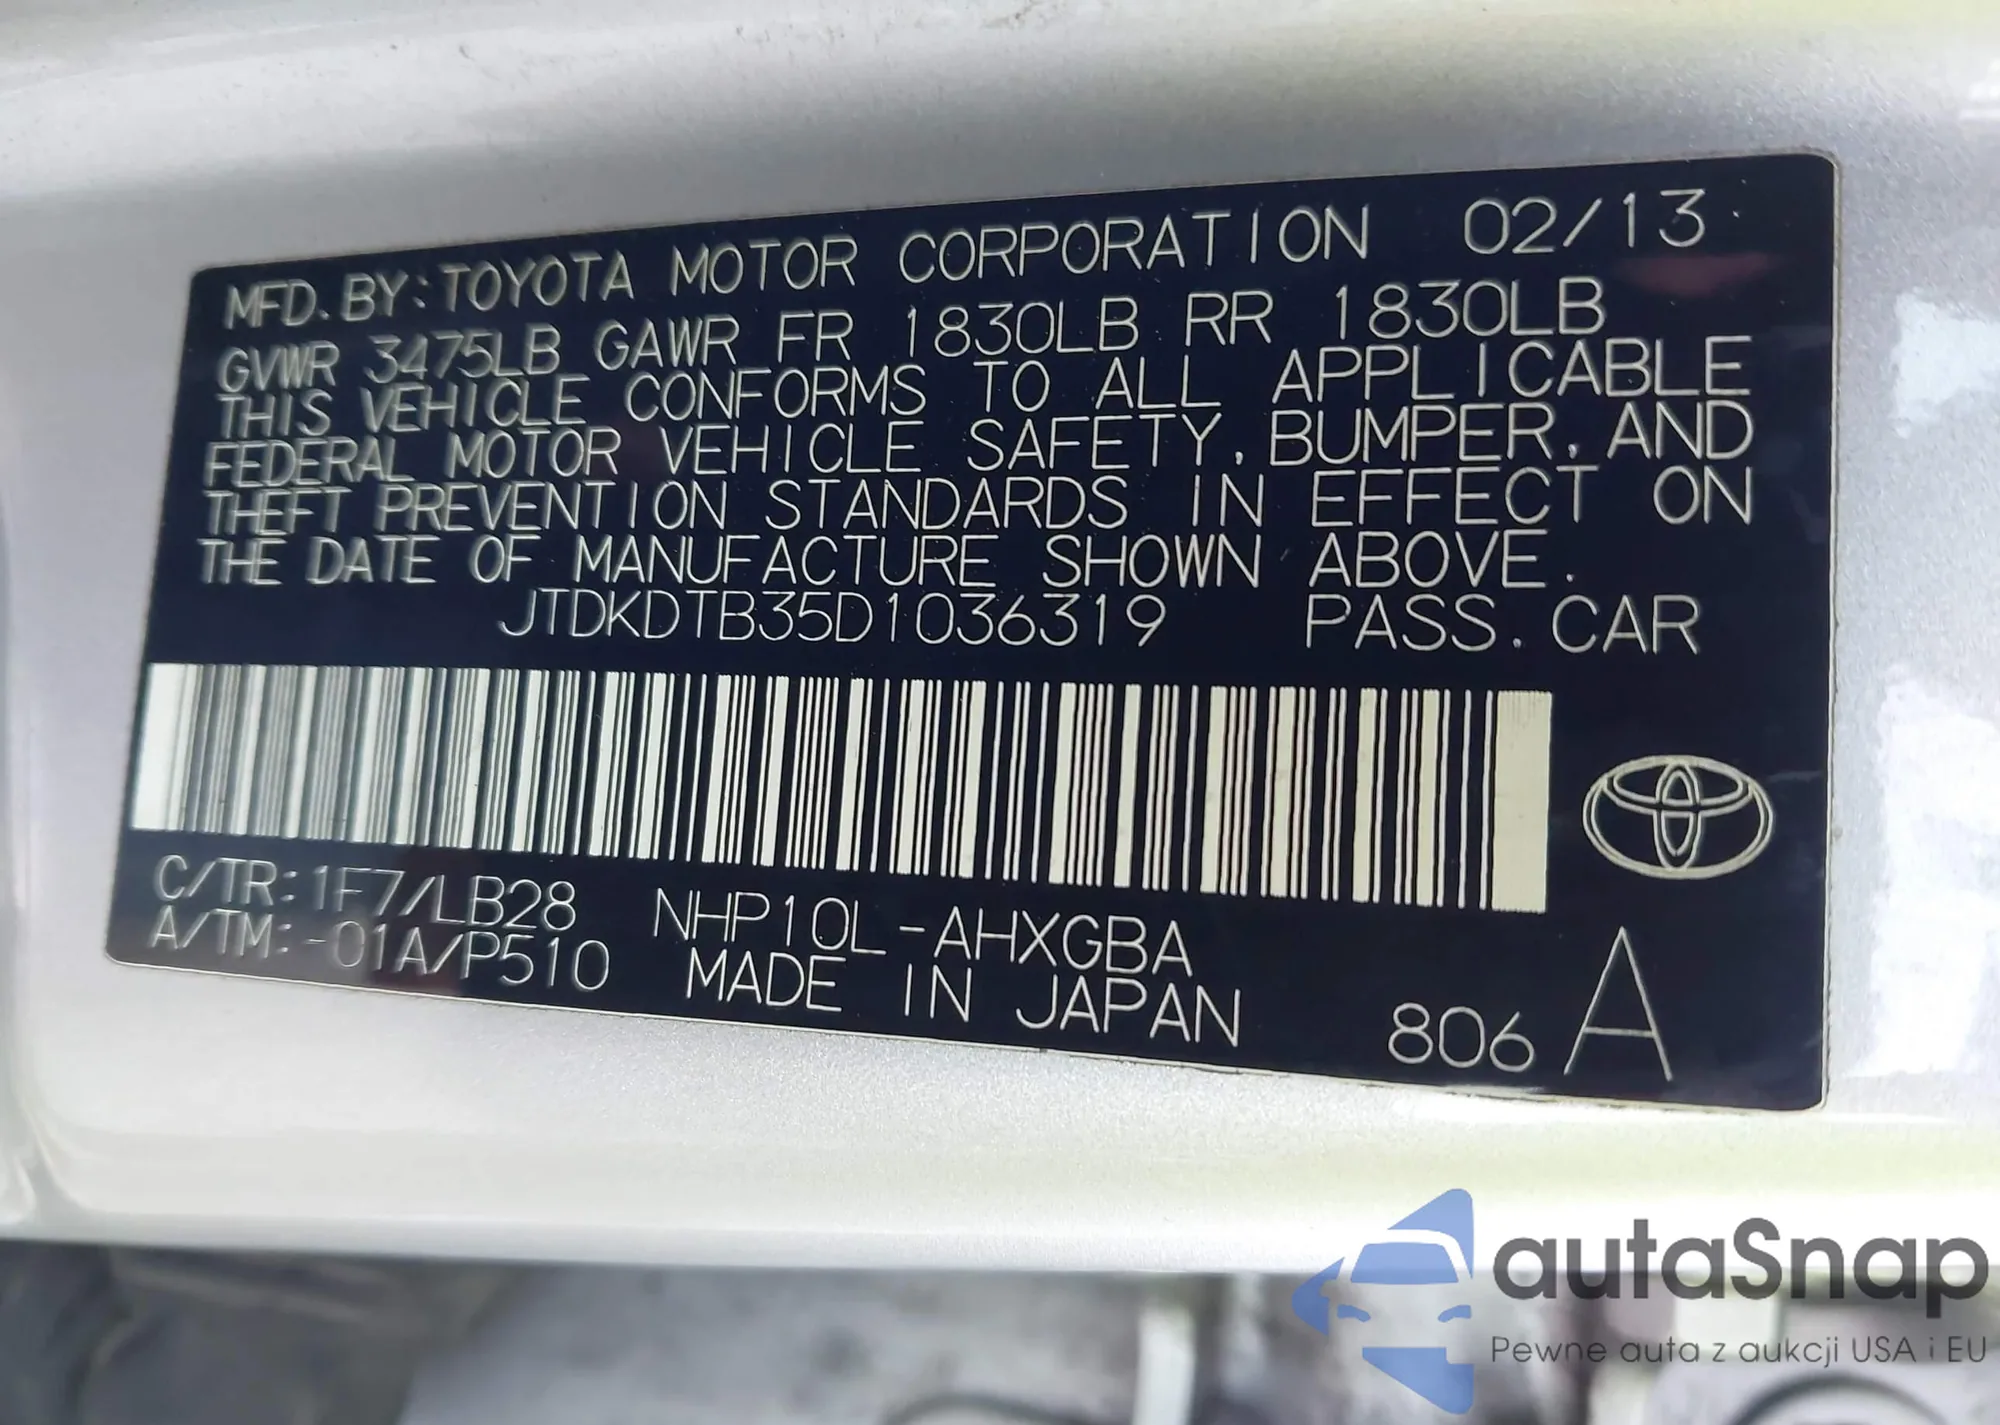 MFD. BY: TOYOTA MOTOR CORPORATION 02/13
GVWR 3475LB GAWR FR 1830LB RR 1830LB
THIS VEHICLE CONFORMS TO ALL APPLICABLE
FEDERAL MOTOR VEHICLE SAFETY, BUMPER, AND
THEFT PREVENTION STANDARDS IN EFFECT ON
THE DATE OF MANUFACTURE SHOWN ABOVE.
JTDKDTB35D1036319 PASS. CAR
C/TR: 1F7/LB28 NHP10L-AHXGBA
A/TM: -01A/P510 MADE IN JAPAN 806 A
autaSnap
Pewne auta z aukcji USA i EU